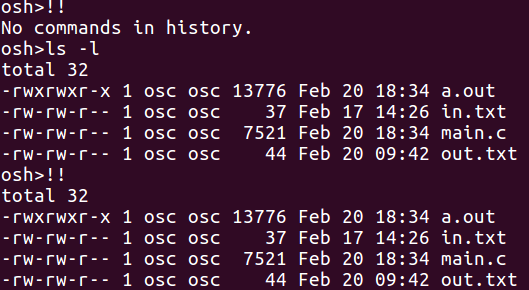 osh>!!
No commands in history.
osh>ls -l
total 32
-rwxrwxr-x 1 osc osc 13776 Feb 20 18:34 a.out
-rw-rw-r-- 1 osc osc    37 Feb 17 14:26 in.txt
-rw-rw-r-- 1 osc osc  7521 Feb 20 18:34 main.c
-rw-rw-r-- 1 osc osc    44 Feb 20 09:42 out.txt
osh>!!
total 32
-rwxrwxr-x 1 osc osc 13776 Feb 20 18:34 a.out
-rw-rw-r-- 1 osc osc    37 Feb 17 14:26 in.txt
-rw-rw-r-- 1 osc osc  7521 Feb 20 18:34 main.c
-rw-rw-r-- 1 osc osc    44 Feb 20 09:42 out.txt